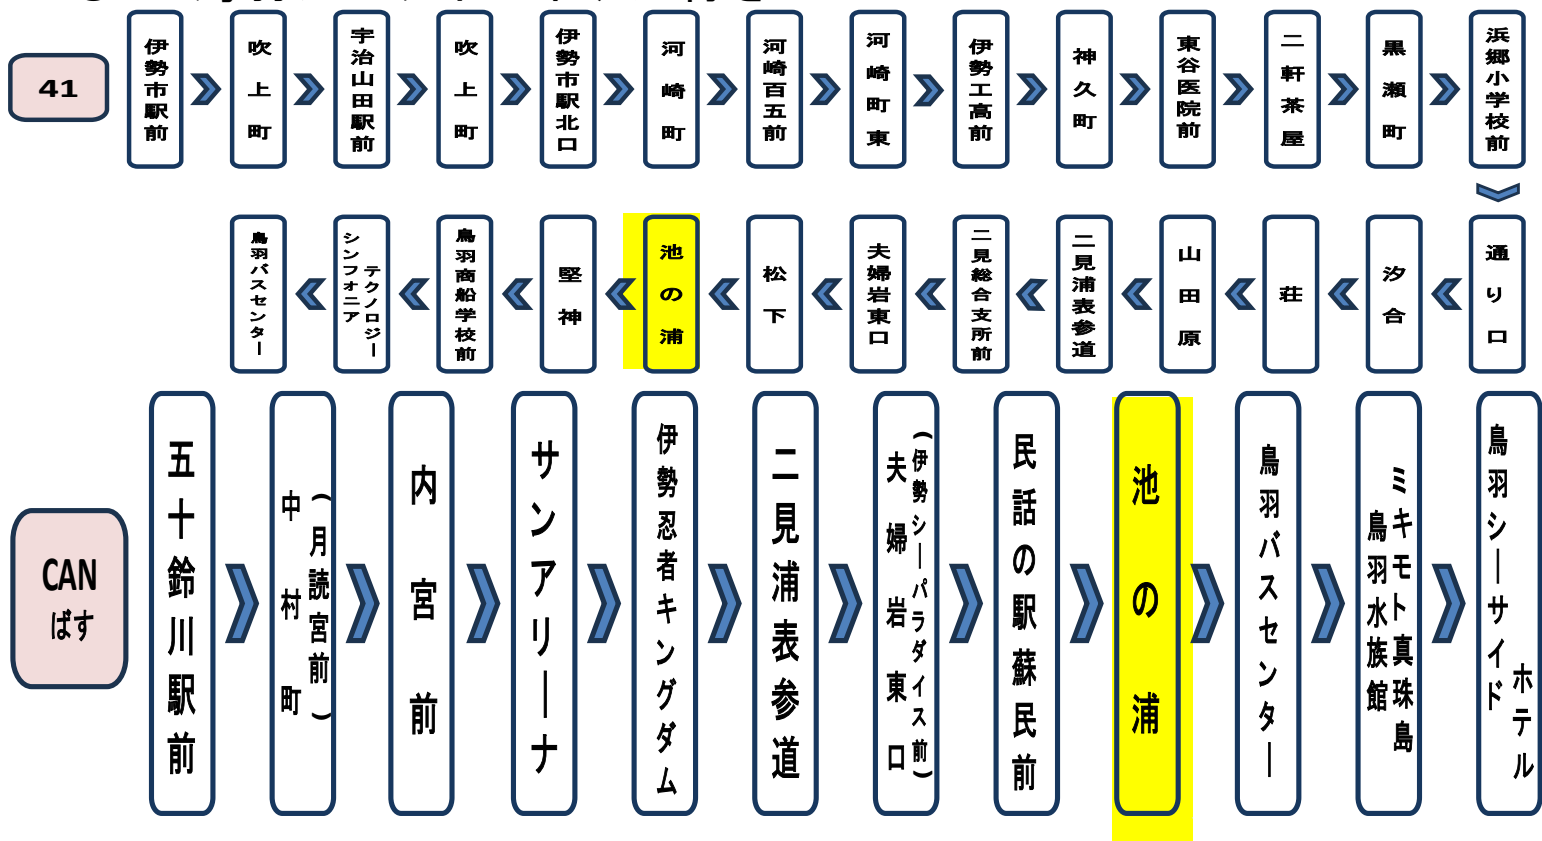 41
伊勢市駅前
吹上町
宇治山田駅前
吹上町
伊勢市駅北口
河崎町
河崎百五前
河崎町東
伊勢工高前
神久町
東谷医院前
二軒茶屋
黒瀬町
浜郷小学校前
通り口
汐合
荘
山田原
二見浦表参道
二見総合支所前
夫婦岩東口
松下
池の浦
堅神
鳥羽商船学校前
シンフォニア
テクノロジー
鳥羽バスセンター
CAN
ばす
五十鈴川駅前
中村町
(月読宮前)
内宮前
サンアリーナ
伊勢忍者キングダム
二見浦表参道
夫婦岩東口
(伊勢シーパラダイス前)
民話の駅蘇民前
池の浦
鳥羽バスセンター
ミキモト真珠島
鳥羽水族館
鳥羽シーサイド
ホテル